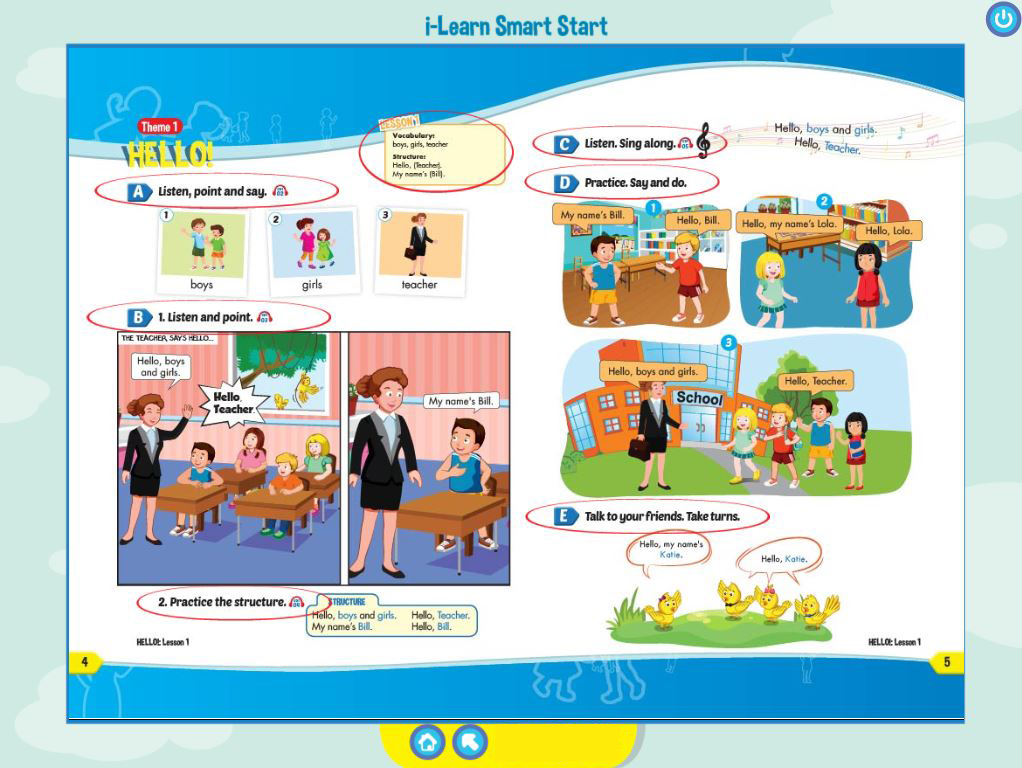 i-Learn Smart Start
Theme 1
HELLO!
LESSON 1
Vocabulary:
boys, girls, teacher
Structure:
Hello, (Teacher).
My name's (Bill).
A Listen, point and say.
1
boys
2
girls
3
teacher
B 1. Listen and point.
THE TEACHER, SAYS HELLO...
Hello, boys
and girls.
Hello,
Teacher.
My name's Bill.
2. Practice the structure.
STRUCTURE
Hello, boys and girls. Hello, Teacher.
My name's Bill. Hello, Bill.
HELLO!: Lesson 1
4
C Listen. Sing along.
Hello, boys and girls.
Hello, Teacher.
D Practice. Say and do.
1
My name's Bill.
Hello, Bill.
2
Hello, my name's Lola.
Hello, Lola.
3
Hello, boys and girls.
Hello, Teacher.
School
E Talk to your friends. Take turns.
Hello, my name's
Katie.
Hello, Katie.
HELLO!: Lesson 1
5